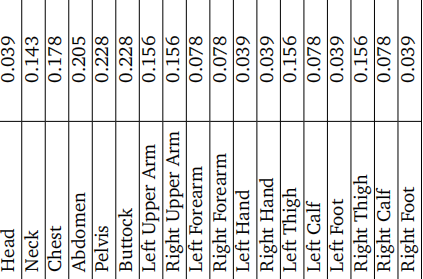 Head 0.039
Neck 0.143
Chest 0.178
Abdomen 0.205
Pelvis 0.228
Buttock 0.228
Left Upper Arm 0.156
Right Upper Arm 0.156
Left Forearm 0.078
Right Forearm 0.078
Left Hand 0.039
Right Hand 0.039
Left Thigh 0.156
Left Calf 0.078
Left Foot 0.039
Right Thigh 0.156
Right Calf 0.078
Right Foot 0.039